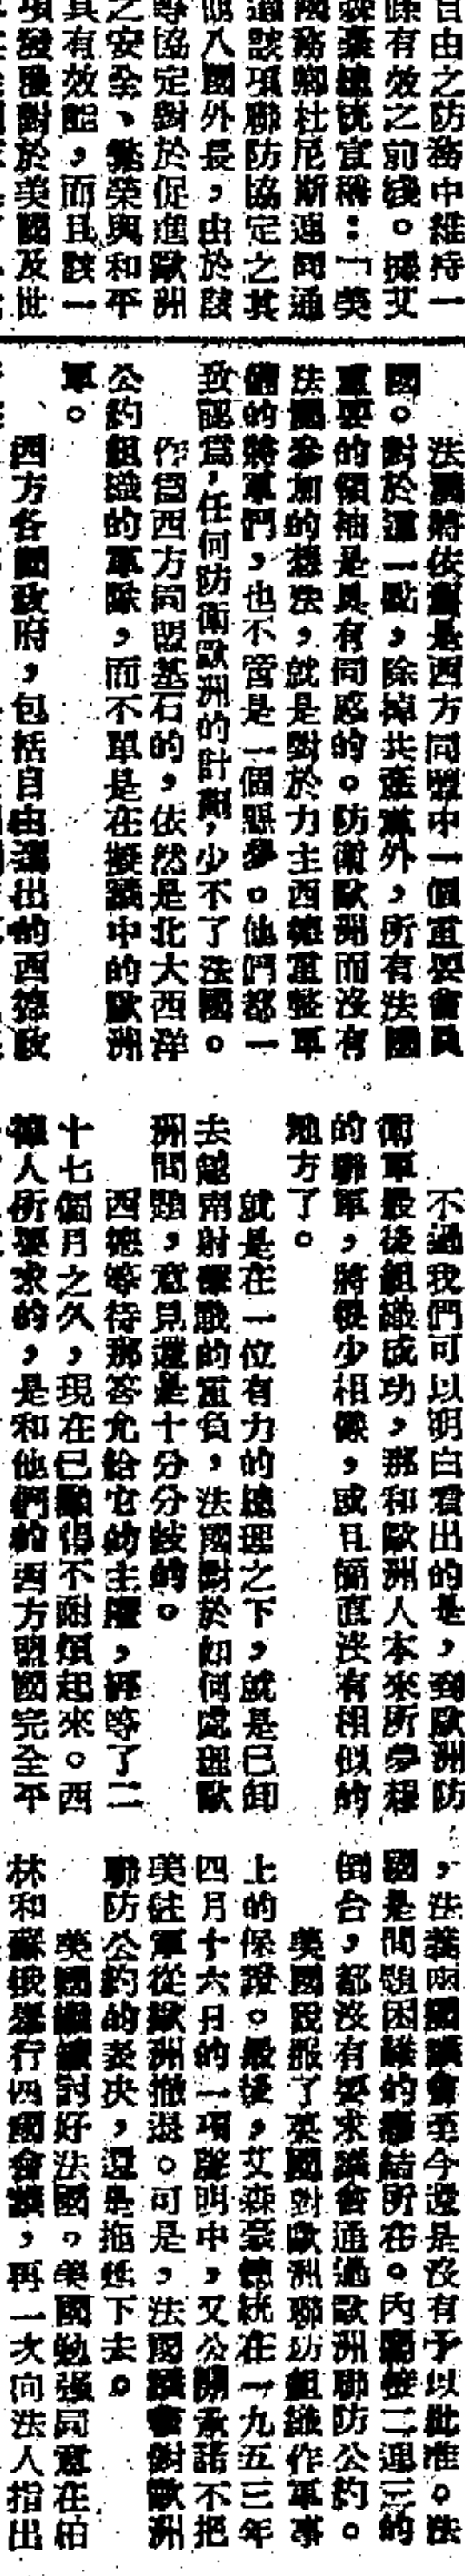 自由之防務中維持一
條有效之前綫。據艾
森豪總統宣稱：「英
國務卿杜尼斯連同通
過該項聯防協定之其
他八國外長，由於該
等協定對於促進歐洲
之安全、繁榮與和平
具有效能，而且該一
項發展對於美國及世
法國將依舊是西方同盟中一個重要會員
國。對於這一點，除掉共產黨外，所有法國
重要的領袖是具有同感的。防衛歐洲而沒有
法國參加的想法，就是對於力主西德重整軍
備的將軍們，也不啻是一個惡夢。他們都一
致認爲，任何防衛歐洲的計劃，少不了法國。
作爲西方同盟基石的，依然是北大西洋
公約組織的軍隊，而不單是在擬議中的歐洲
軍。
西方各國政府，包括自由選出的西德政
不過我們可以明白看出的是，到歐洲防
衛軍最後組織成功，那和歐洲人本來所夢想
的聯軍，將很少相像，或且簡直沒有相似的
地方了。
就是在一位有力的總理之下，就是已卸
去越南射擊戰的重負，法國對於如何處理歐
洲問題，意見還是十分分歧的。
西德等待那答允給它的主權，再等了二
十七個月之久，現在已顯得不耐煩起來。西
德人所要求的，是和他們的西方盟國完全平
，法義兩國議會至今還是沒有予以批准。法
國是問題困難的癥結所在。內閣接二連三的
倒台，都沒有要求議會通過歐洲聯防公約。
美國說服了英國對歐洲聯防組織作軍事
上的保證。最後，艾森豪總統在一九五三年
四月十六日的一項聲明中，又公開承諾不把
美駐軍從歐洲撤退。可是，法國議會對歐洲
聯防公約的表決，還是拖延下去。
美國繼續討好法國。美國勉强同意在柏
林和蘇俄舉行四國會議，再一次向法人指出